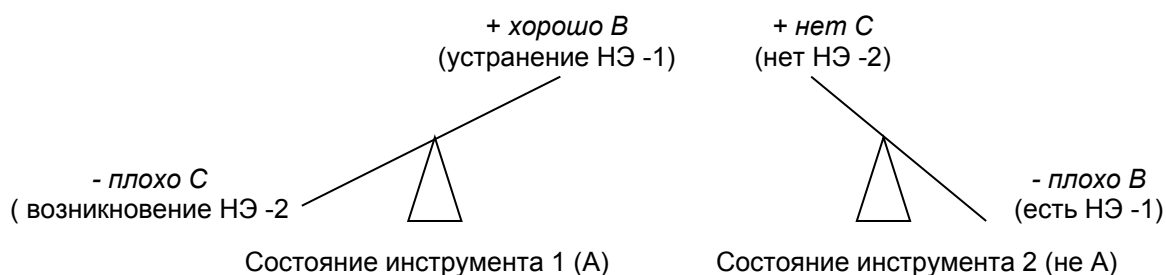 + хорошо В
(устранение НЭ -1)
- плохо С
( возникновение НЭ -2
Состояние инструмента 1 (А)
+ нет С
(нет НЭ -2)
- плохо В
(есть НЭ -1)
Состояние инструмента 2 (не А)